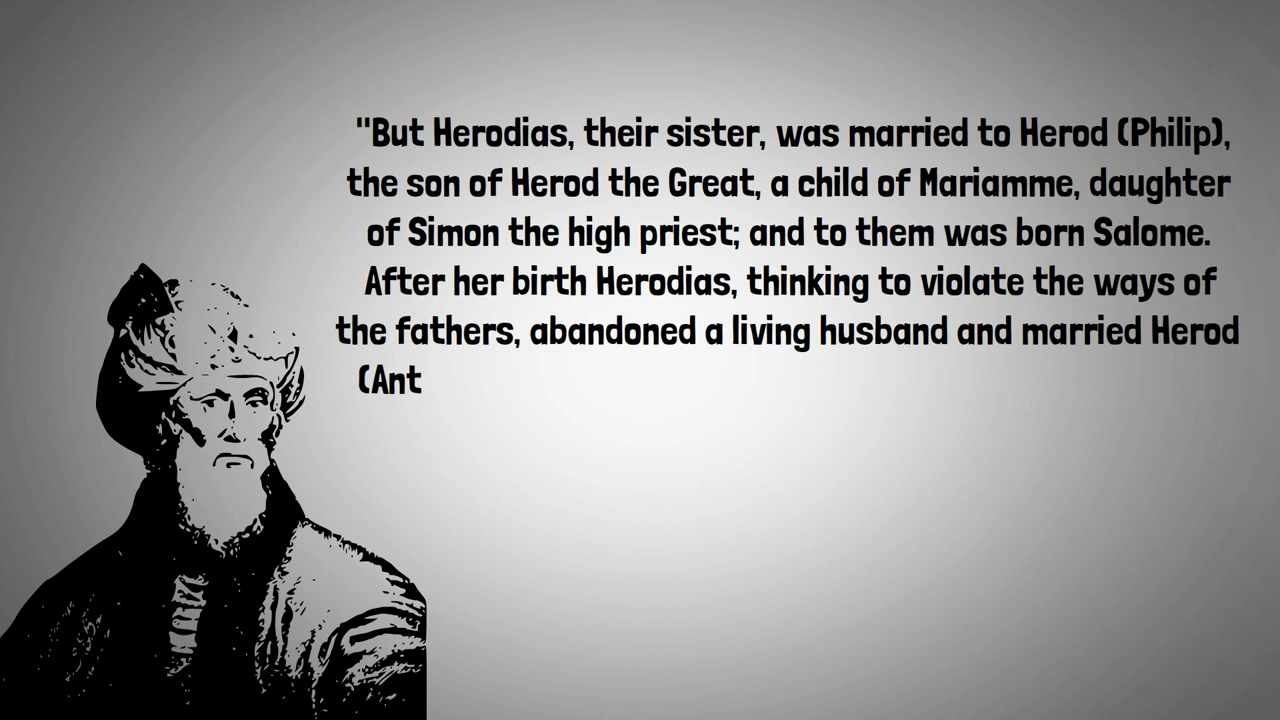 "But Herodias, their sister, was married to Herod (Philip),
the son of Herod the Great, a child of Mariamme, daughter
of Simon the high priest; and to them was born Salome.
After her birth Herodias, thinking to violate the ways of
the fathers, abandoned a living husband and married Herod
(Ant